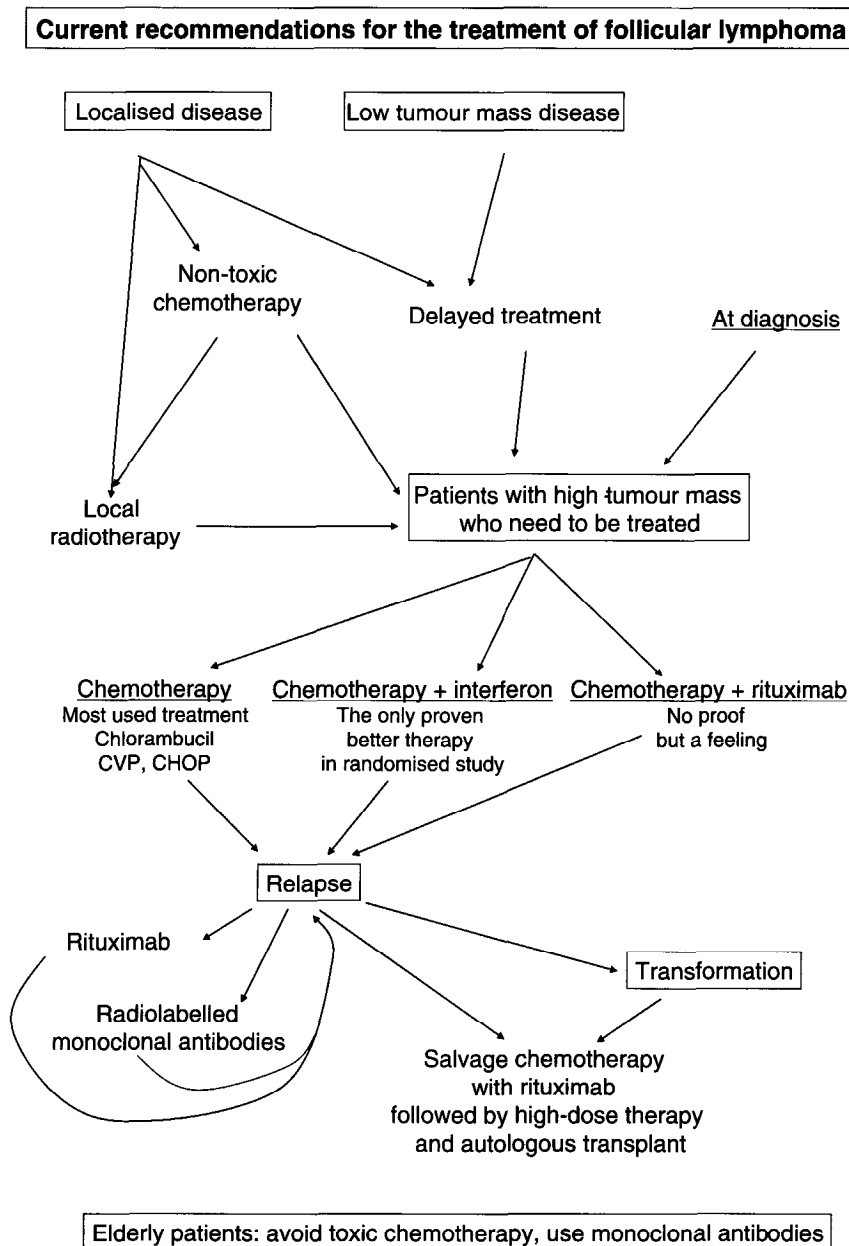 Current recommendations for the treatment of follicular lymphoma
Localised disease
Low tumour mass disease
Non-toxic
chemotherapy
Delayed treatment
At diagnosis
Local
radiotherapy
Patients with high tumour mass
who need to be treated
Chemotherapy
Most used treatment
Chlorambucil
CVP, CHOP
Chemotherapy + interferon
The only proven
better therapy
in randomised study
Chemotherapy + rituximab
No proof
but a feeling
Relapse
Rituximab
Radiolabelled
monoclonal antibodies
Transformation
Salvage chemotherapy
with rituximab
followed by high-dose therapy
and autologous transplant
Elderly patients: avoid toxic chemotherapy, use monoclonal antibodies